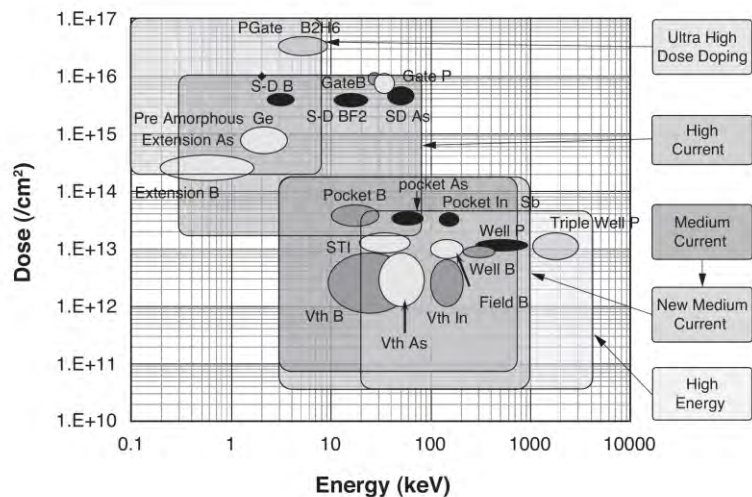 1.E+17
PGate B2H6
Ultra High
Dose Doping
1.E+16
S-D B
GateB
Gate P
S-D BF2
SD As
1.E+15
Pre Amorphous Ge
Extension As
High
Current
1.E+14
Extension B
Pocket B
pocket As
Pocket In Sb
Medium
Current
1.E+13
STI
Well P
Triple Well P
Well B
1.E+12
Vth B
Vth As
Vth In
Field B
New Medium
Current
1.E+11
High
Energy
1.E+10
0.1 1 10 100 1000 10000
Energy (keV)
Dose (/cm²)